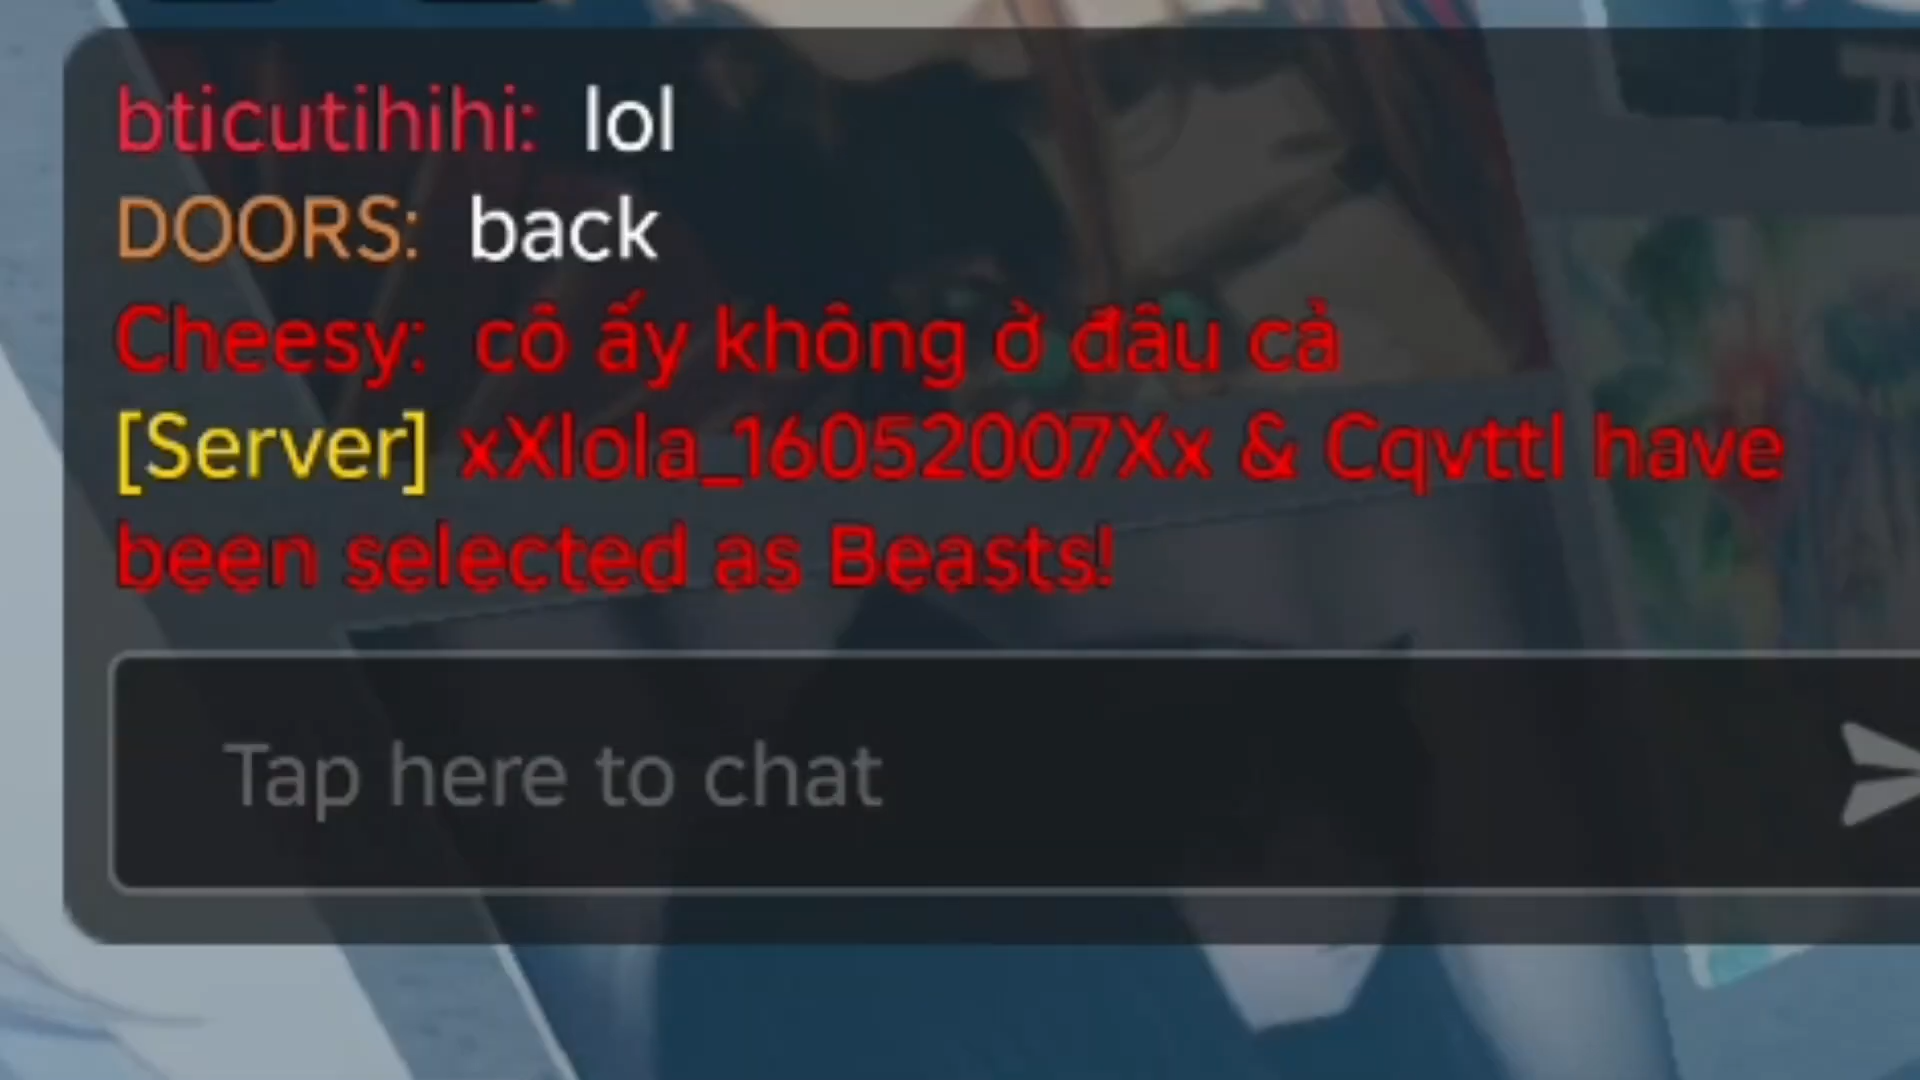 bticutihihi: lol
DOORS: back
Cheesy: cô ấy không ở đâu cả
[Server] xXlola_16052007Xx & Cqvttl have
been selected as Beasts!
Tap here to chat